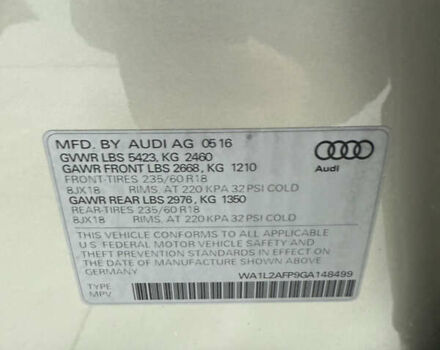 MFD. BY AUDI AG 05 16
GVWR LBS 5423, KG 2460
GAWR FRONT LBS 2668, KG 1210
FRONT-TIRES 235/60 R18
8JX18 RIMS, AT 220 KPA 32 PSI COLD
GAWR REAR LBS 2976, KG 1350
REAR-TIRES 235/60 R18
8JX18 RIMS, AT 220 KPA 32 PSI COLD
Audi
THIS VEHICLE CONFORMS TO ALL APPLICABLE
U.S. FEDERAL MOTOR VEHICLE SAFETY AND
THEFT PREVENTION STANDARDS IN EFFECT ON
THE DATE OF MANUFACTURE SHOWN ABOVE.
WA1L2AFP9GA148499
TYPE
MPV